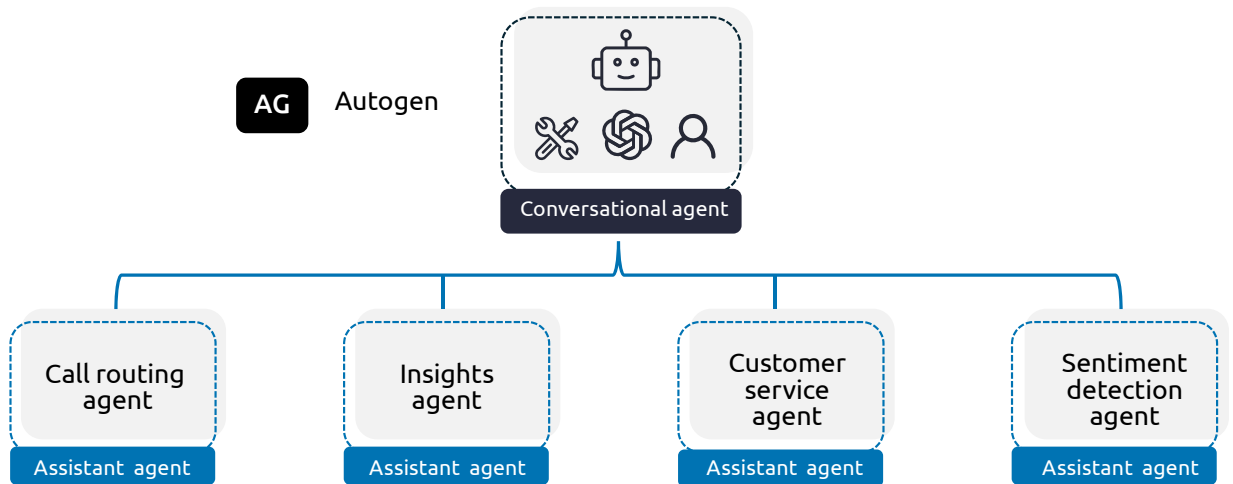 AG
Autogen
Conversational agent
Call routing
agent
Assistant agent
Insights
agent
Assistant agent
Customer
service
agent
Assistant agent
Sentiment
detection
agent
Assistant agent